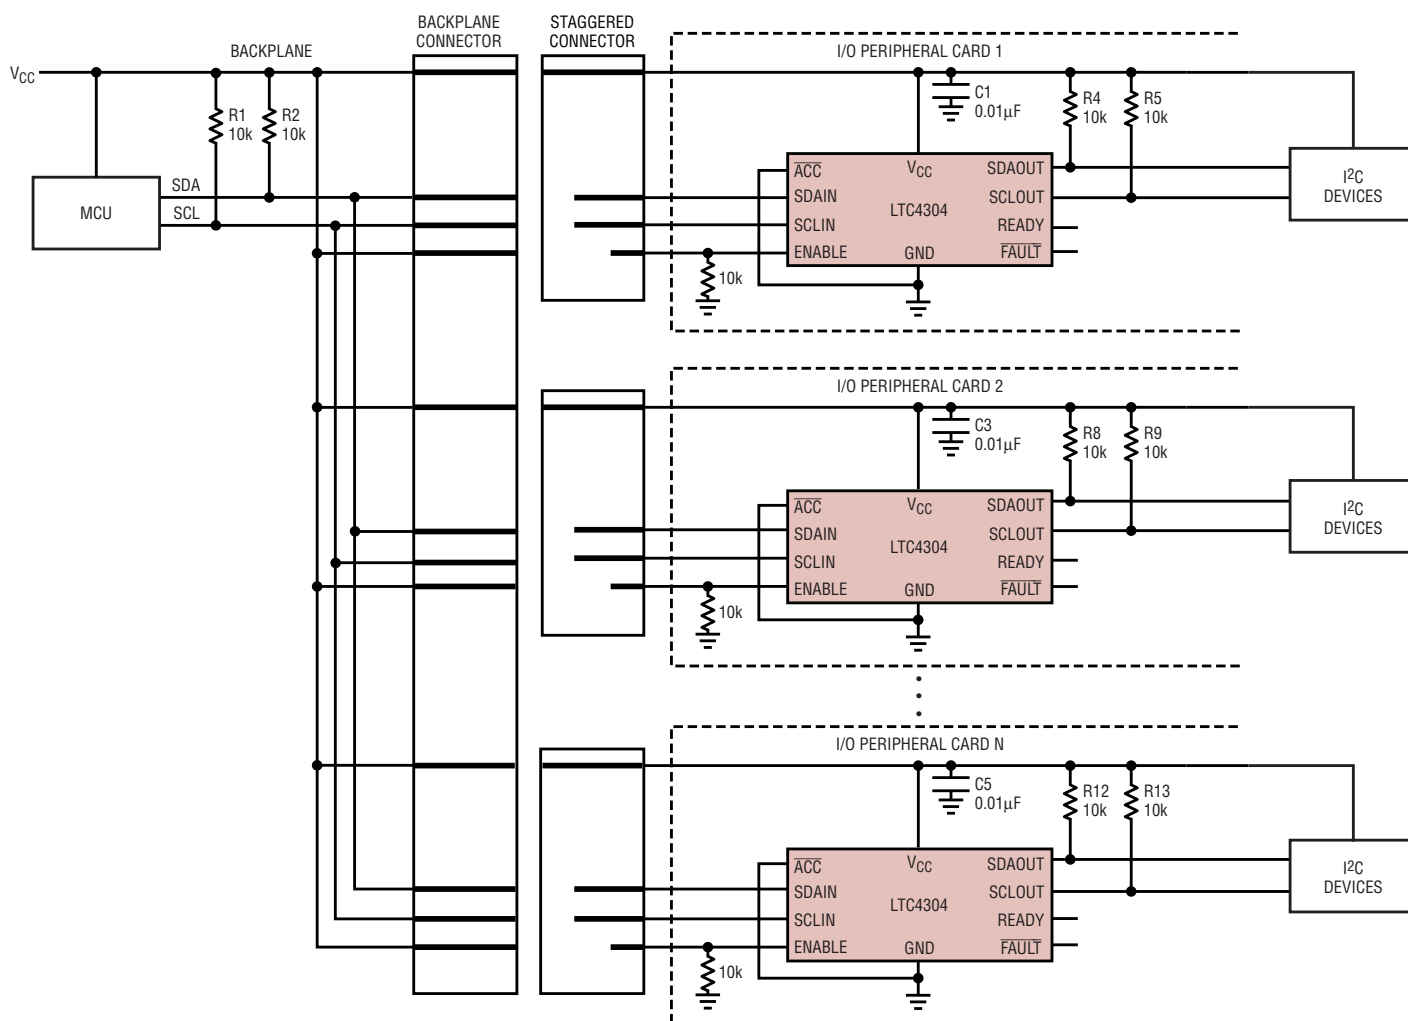 BACKPLANE
CONNECTOR
STAGGERED
CONNECTOR
BACKPLANE
VCC
R1
10k
R2
10k
MCU
SDA
SCL
I/O PERIPHERAL CARD 1
C1
0.01µF
R4
10k
R5
10k
ACC
VCC
SDAOUT
SDAIN
LTC4304
SCLOUT
SCLIN
READY
ENABLE
GND
FAULT
10k
I2C
DEVICES
I/O PERIPHERAL CARD 2
C3
0.01µF
R8
10k
R9
10k
ACC
VCC
SDAOUT
SDAIN
LTC4304
SCLOUT
SCLIN
READY
ENABLE
GND
FAULT
10k
I2C
DEVICES
I/O PERIPHERAL CARD N
C5
0.01µF
R12
10k
R13
10k
ACC
VCC
SDAOUT
SDAIN
LTC4304
SCLOUT
SCLIN
READY
ENABLE
GND
FAULT
10k
I2C
DEVICES